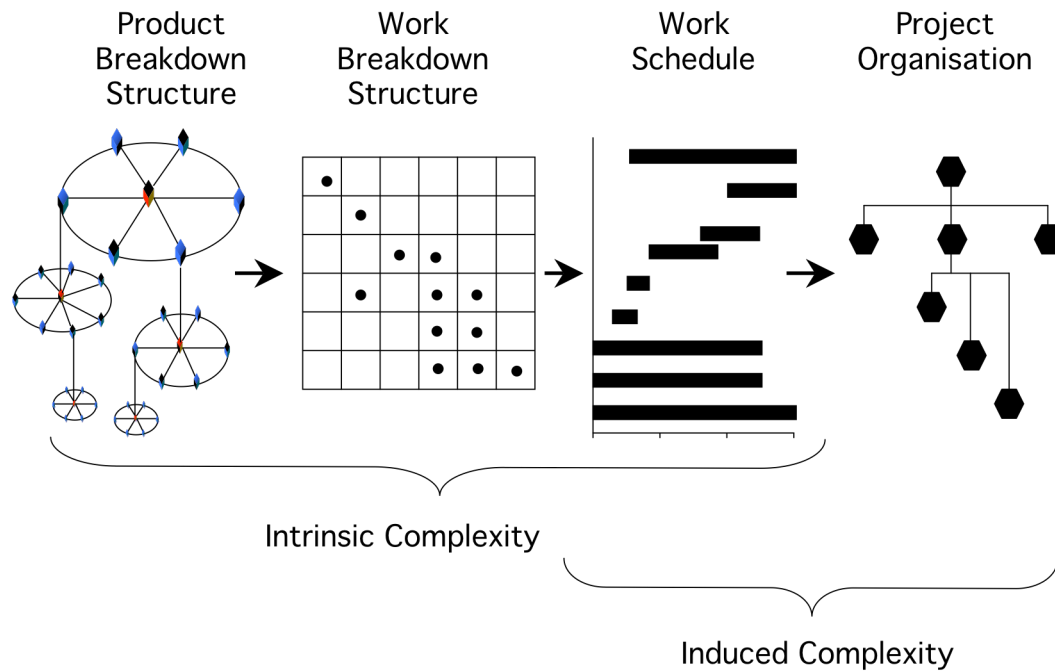 Product
Breakdown
Structure
Work
Breakdown
Structure
Work
Schedule
Project
Organisation
Intrinsic Complexity
Induced Complexity